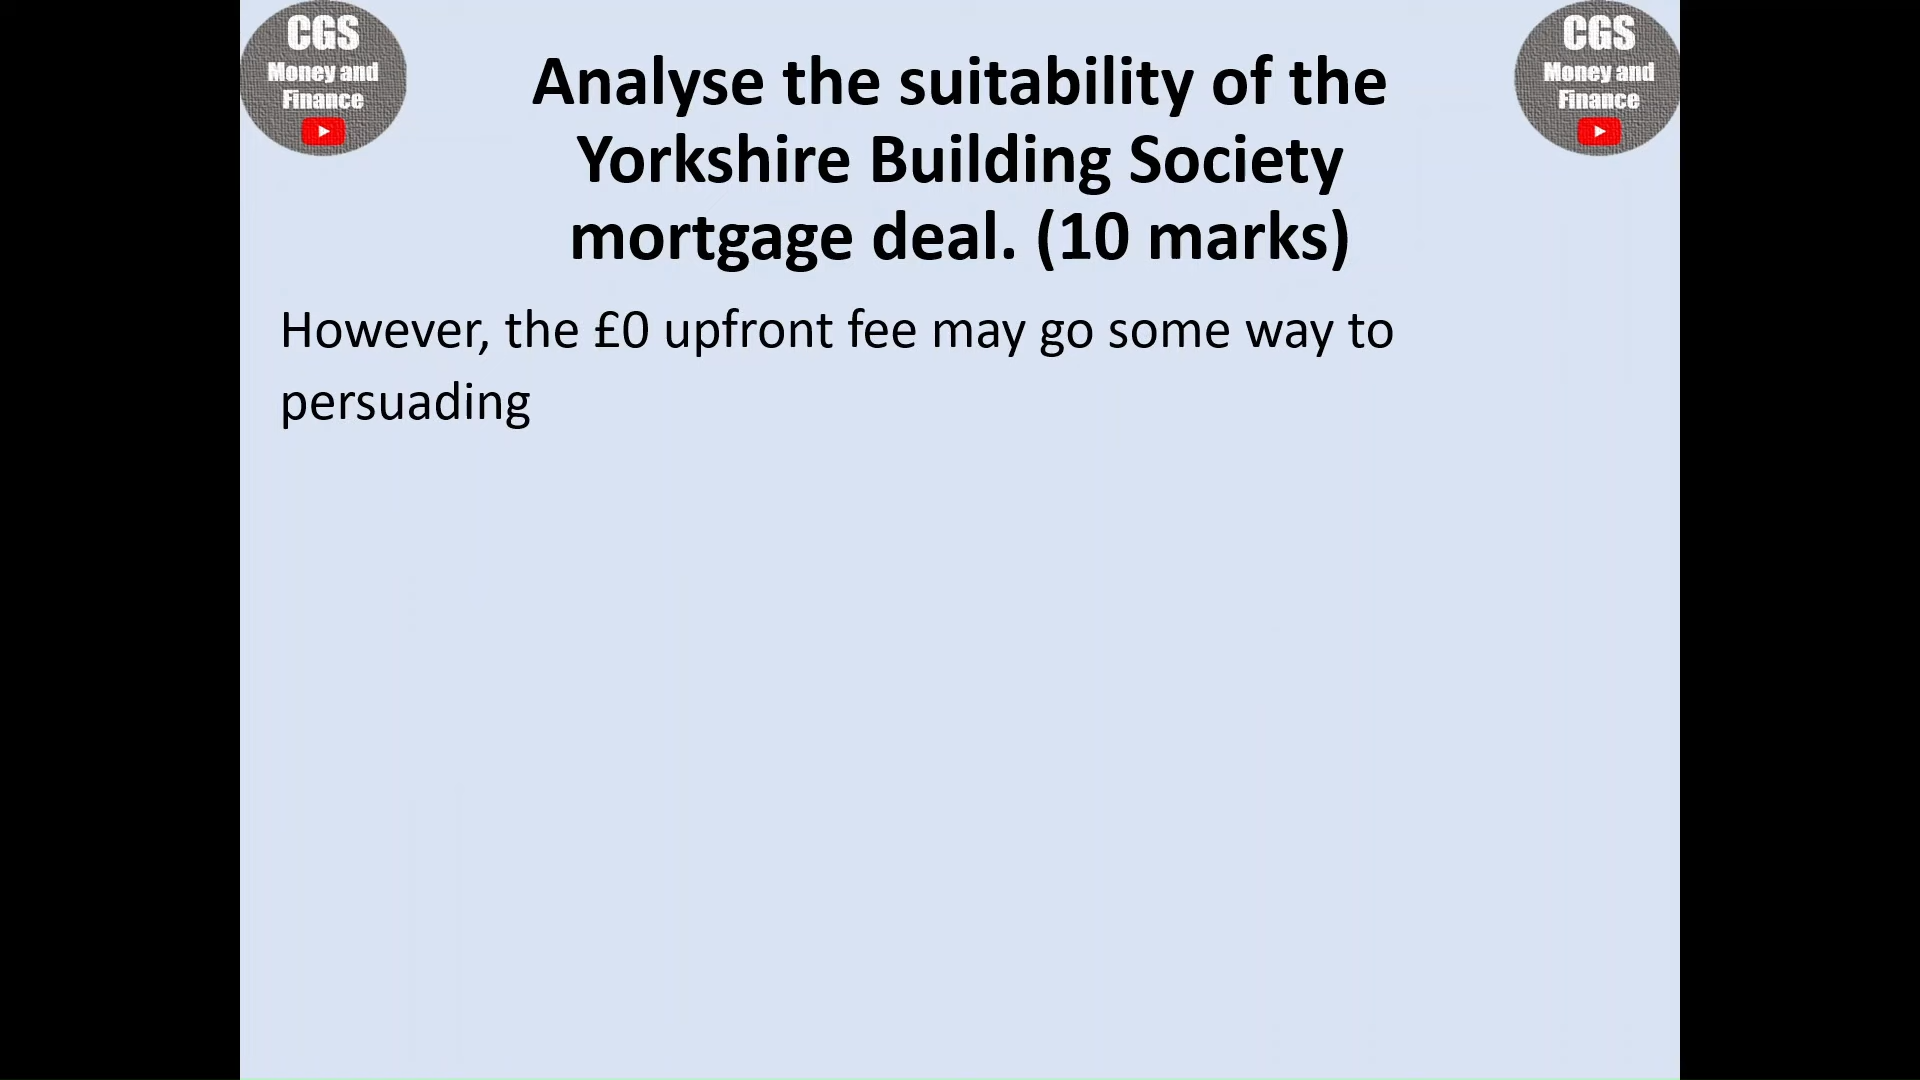 CGS
Money and
Finance
CGS
Money and
Finance
Analyse the suitability of the
Yorkshire Building Society
mortgage deal. (10 marks)
However, the £0 upfront fee may go some way to
persuading